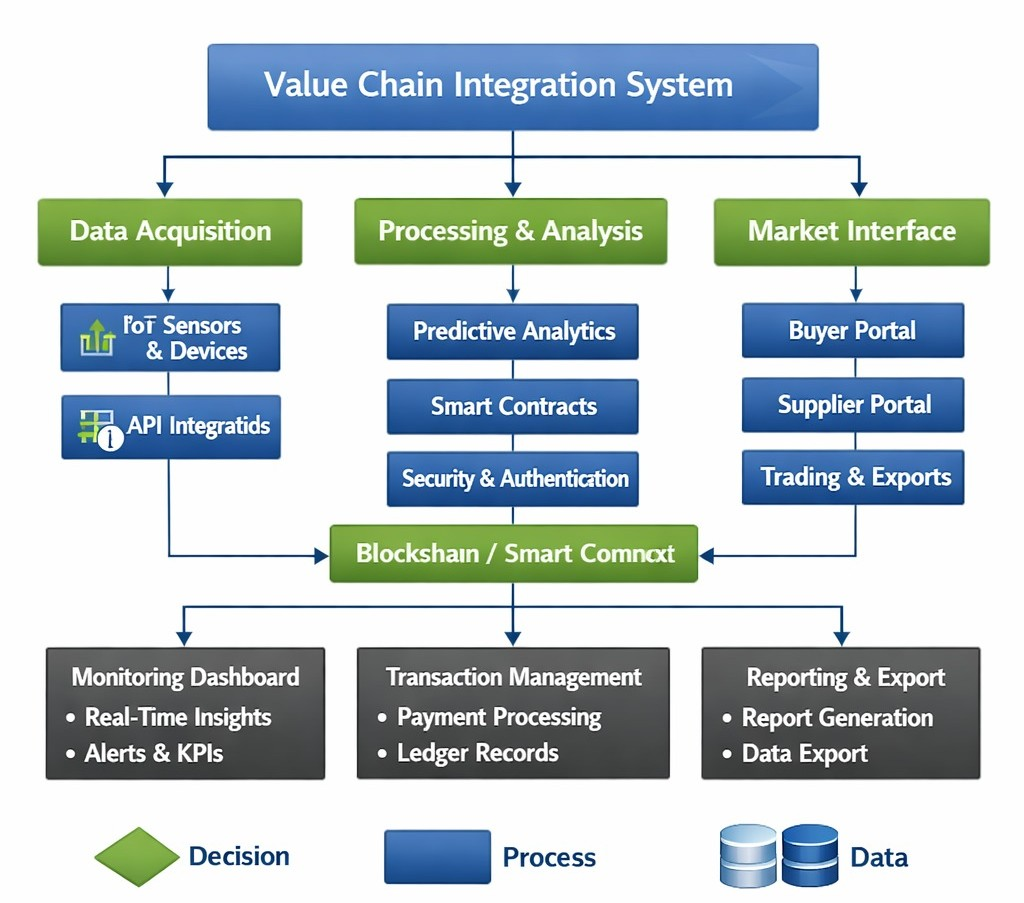 Value Chain Integration System
Data Acquisition
Processing & Analysis
Market Interface
IoT Sensors
& Devices
API Integratids
Predictive Analytics
Smart Contracts
Security & Authentication
Buyer Portal
Supplier Portal
Trading & Exports
Blockshain / Smart
Monitoring Dashboard
• Real-Time Insights
• Alerts & KPIs
Transaction Management
• Payment Processing
• Ledger Records
Reporting & Export
• Report Generation
• Data Export
Decision
Process
Data